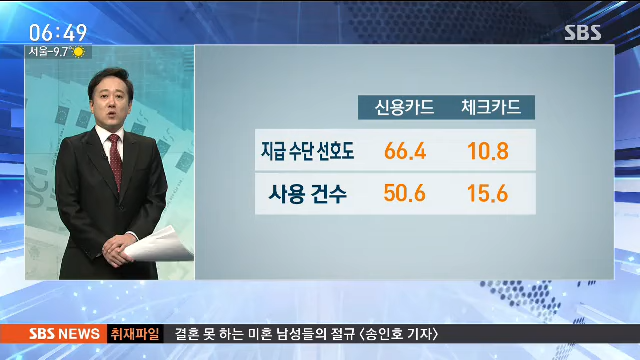 06:49
서울-9.7°
SBS
신용카드 체크카드
지급 수단 선호도 66.4 10.8
사용 건수 50.6 15.6
SBS NEWS 취재파일 결혼 못 하는 미혼 남성들의 절규 <송인호 기자>